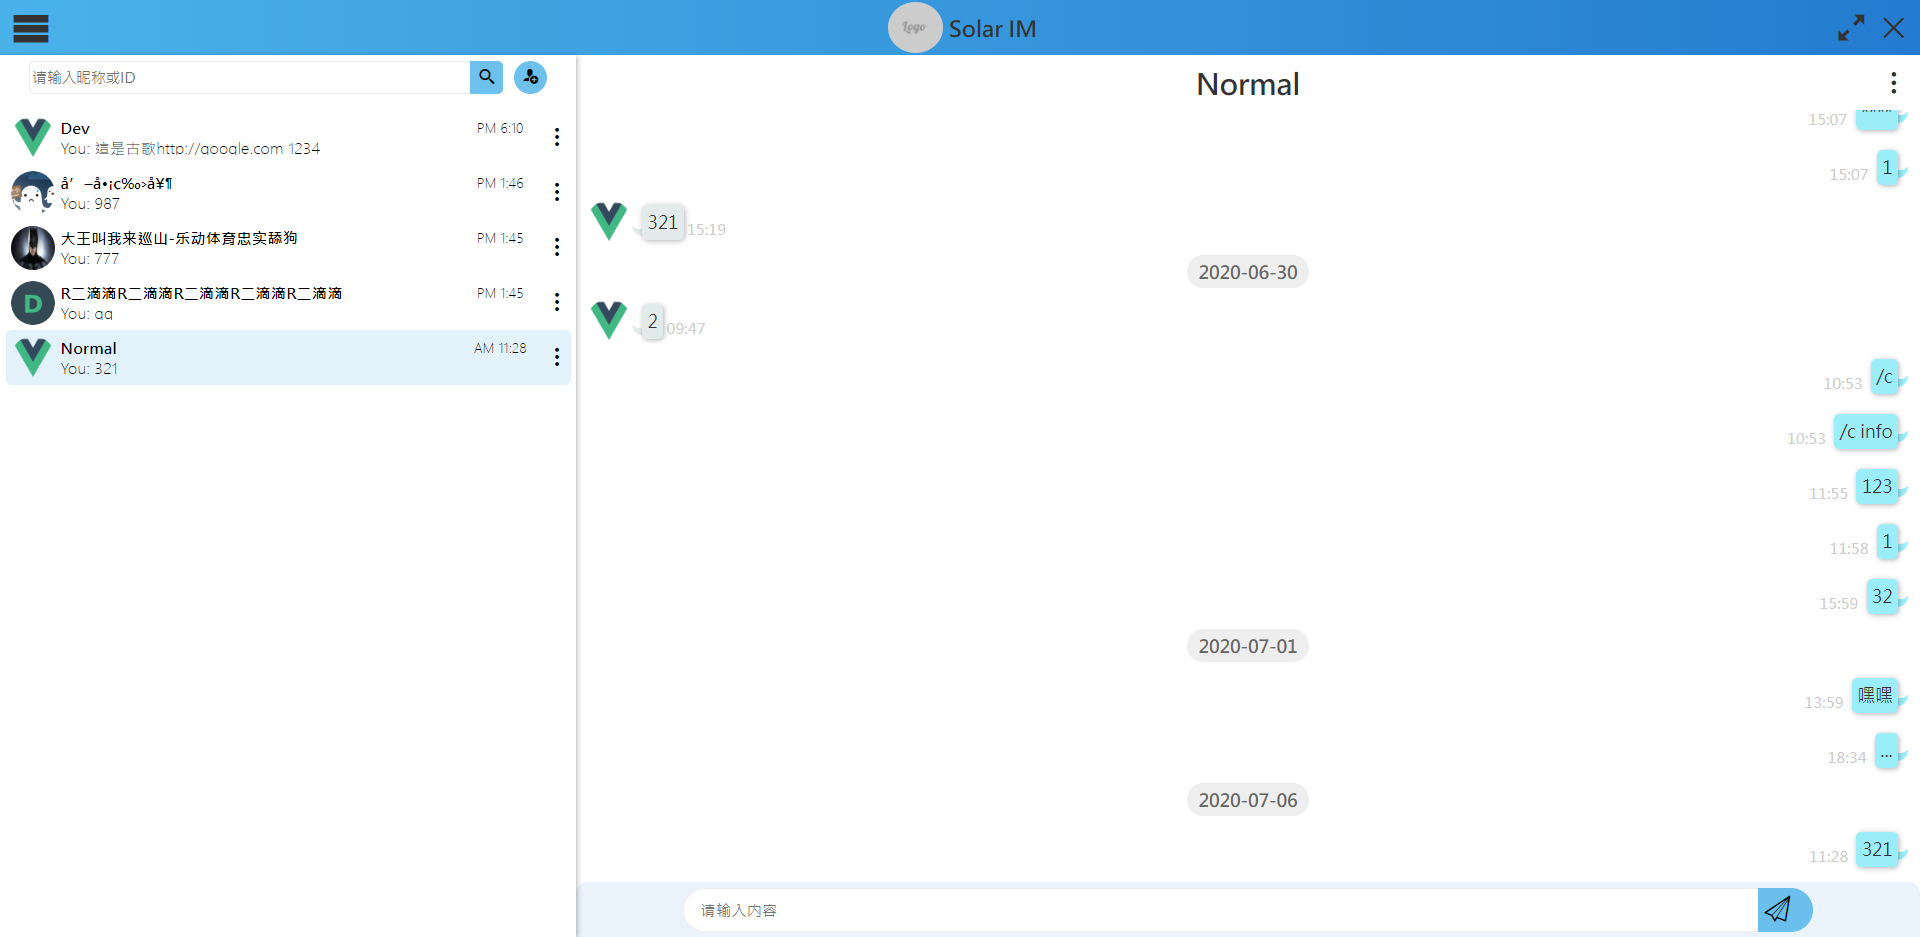 Logo
Solar IM
请输入昵称或ID
Dev
PM 6:10
You: 這是古歌http://google.com 1234
å’–å•¡ç‰›å¥¶
PM 1:46
You: 987
大王叫我来巡山-乐动体育忠实舔狗
PM 1:45
You: 777
D
R二滴滴R二滴滴R二滴滴R二滴滴R二滴滴
PM 1:45
You: qq
Normal
AM 11:28
You: 321
Normal
15:07
15:07
1
321
15:19
2020-06-30
2
09:47
10:53
/c
10:53
/c info
11:55
123
11:58
1
15:59
32
2020-07-01
13:59
嘿嘿
18:34
...
2020-07-06
11:28
321
请输入内容